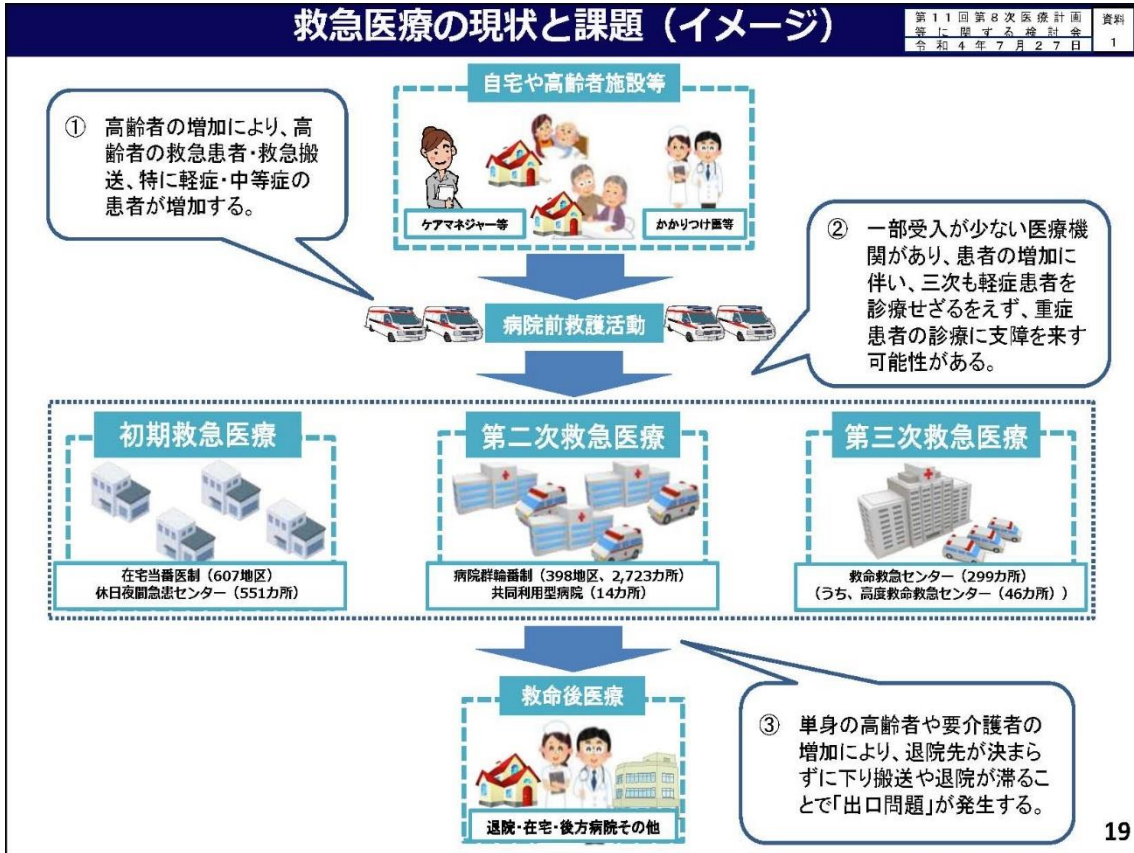 救急医療の現状と課題（イメージ）
第11回第8次医療計画
等に関する検討会
令和4年7月27日
資料
1
自宅や高齢者施設等
① 高齢者の増加により、高
齢者の救急患者・救急搬
送、特に軽症・中等症の
患者が増加する。
ケアマネジャー等
かかりつけ医等
② 一部受入が少ない医療機
関があり、患者の増加に
伴い、三次も軽症患者を
診療せざるをえず、重症
患者の診療に支障を来す
可能性がある。
病院前救護活動
初期救急医療
在宅当番医制（607地区）
休日夜間急患センター（551カ所）
第二次救急医療
病院群輪番制（398地区、2,723カ所）
共同利用型病院（14カ所）
第三次救急医療
救命救急センター（299カ所）
（うち、高度救命救急センター（46カ所））
救命後医療
退院・在宅・後方病院その他
③ 単身の高齢者や要介護者の
増加により、退院先が決まら
ずに下り搬送や退院が滞るこ
とで「出口問題」が発生する。
19